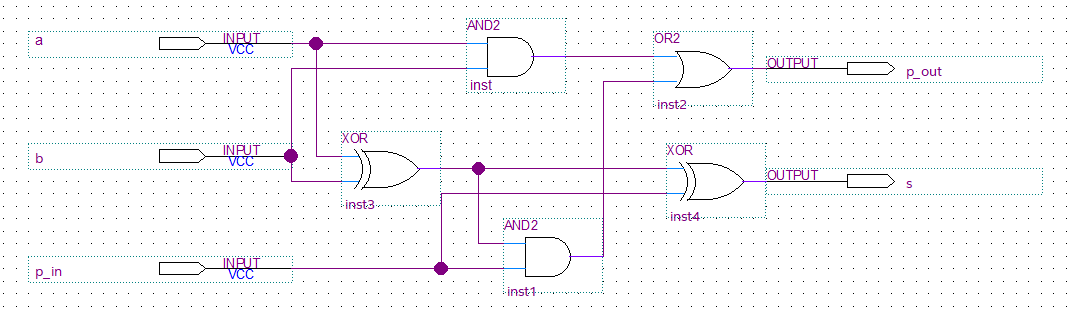 AND2
a INPUT VCC
OR2
inst
OUTPUT p_out
inst2
XOR
XOR
b INPUT VCC
OUTPUT s
inst3
inst4
AND2
p_in INPUT VCC
inst1